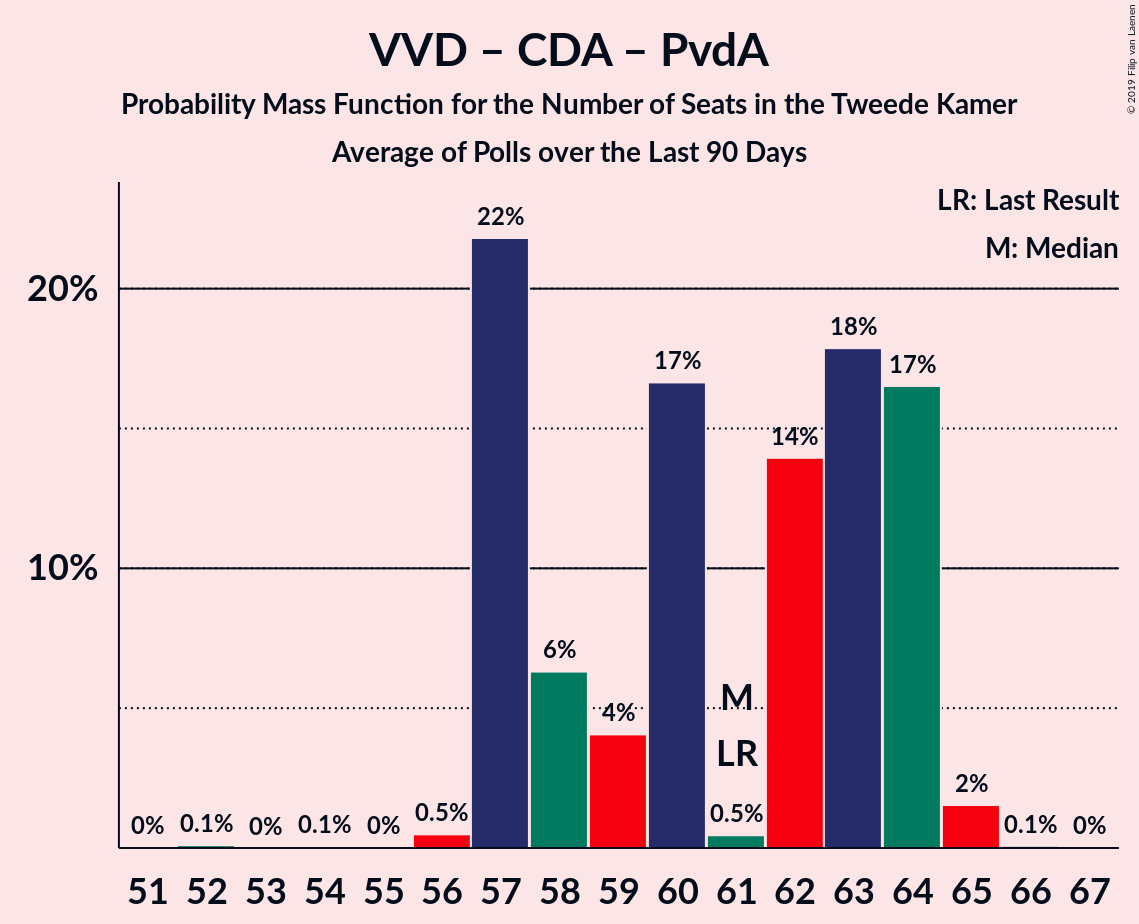 VVD – CDA – PvdA
Probability Mass Function for the Number of Seats in the Tweede Kamer
Average of Polls over the Last 90 Days
© 2019 Filip van Laenen
LR: Last Result
M: Median
20%
10%
0%
0.1%
0%
0.1%
0%
0.5%
22%
6%
4%
17%
M
LR
0.5%
14%
18%
17%
2%
0.1%
0%
51 52 53 54 55 56 57 58 59 60 61 62 63 64 65 66 67